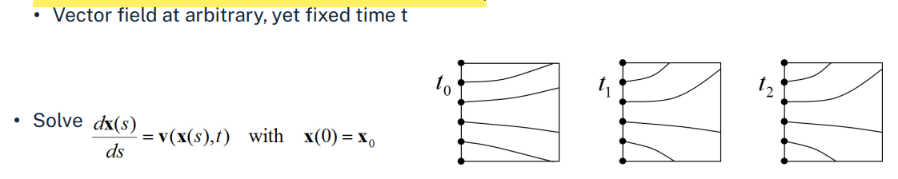 • Vector field at arbitrary, yet fixed time t
t₀ t₁ t₂
• Solve dx(s)/ds = v(x(s),t) with x(0) = x₀